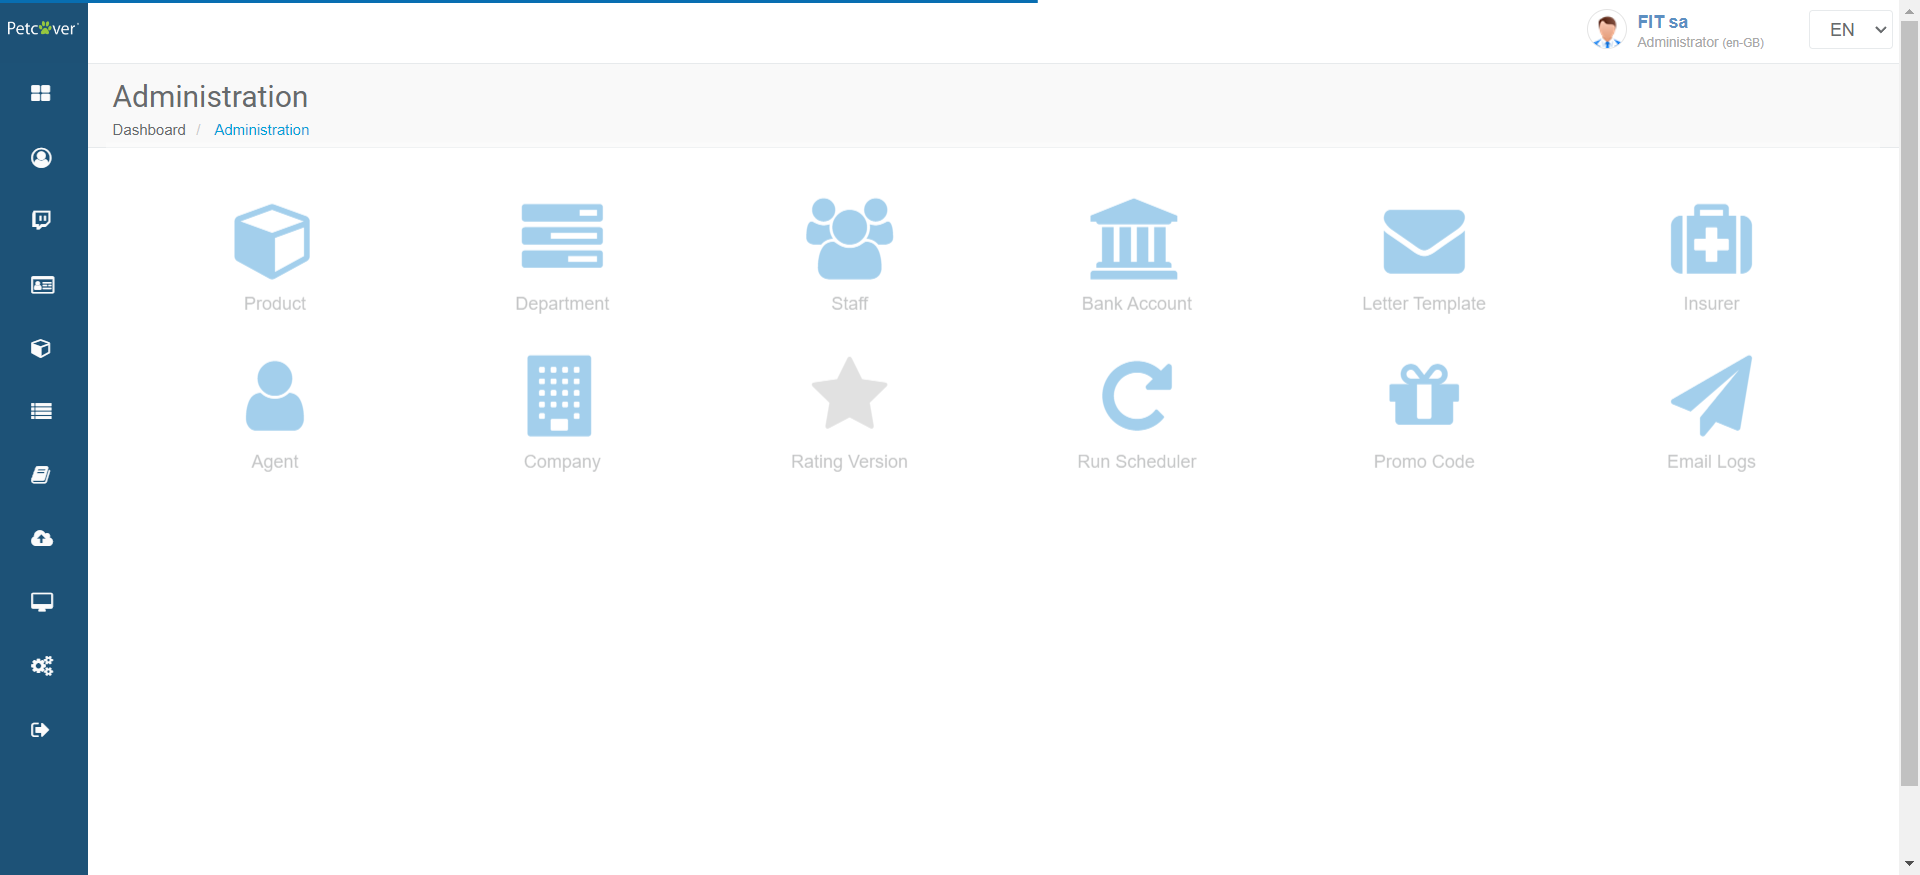 Petcover
FIT sa
Administrator (en-GB)
EN
Administration
Dashboard / Administration
Product
Department
Staff
Bank Account
Letter Template
Insurer
Agent
Company
Rating Version
Run Scheduler
Promo Code
Email Logs